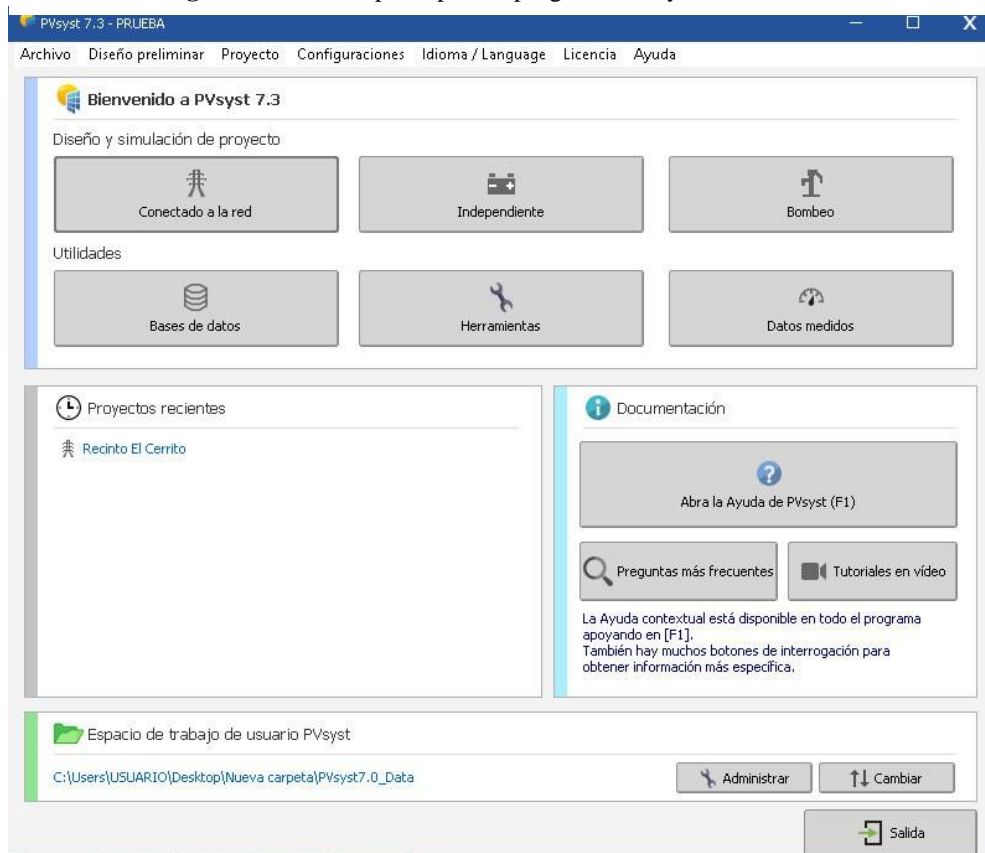 PVsyst 7.3 - PRUEBA
Archivo Diseño preliminar Proyecto Configuraciones Idioma / Language Licencia Ayuda
Bienvenido a PVsyst 7.3
Diseño y simulación de proyecto
Conectado a la red
Independiente
Bombeo
Utilidades
Bases de datos
Herramientas
Datos medidos
Proyectos recientes
Recinto El Cerrito
Documentación
Abra la Ayuda de PVsyst (F1)
Preguntas más frecuentes
Tutoriales en vídeo
La Ayuda contextual está disponible en todo el programa
apoyando en [F1].
También hay muchos botones de interrogación para
obtener información más específica.
Espacio de trabajo de usuario PVsyst
C:\Users\USUARIO\Desktop\Nueva carpeta\PVsyst7.0_Data
Administrar
Cambiar
Salida